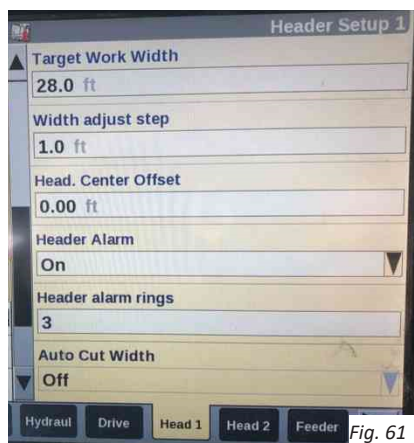 Header Setup 1
Target Work Width
28.0 ft
Width adjust step
1.0 ft
Head. Center Offset
0.00 ft
Header Alarm
On
Header alarm rings
3
Auto Cut Width
Off
Hydraul Drive Head 1 Head 2 Feeder
Fig. 61